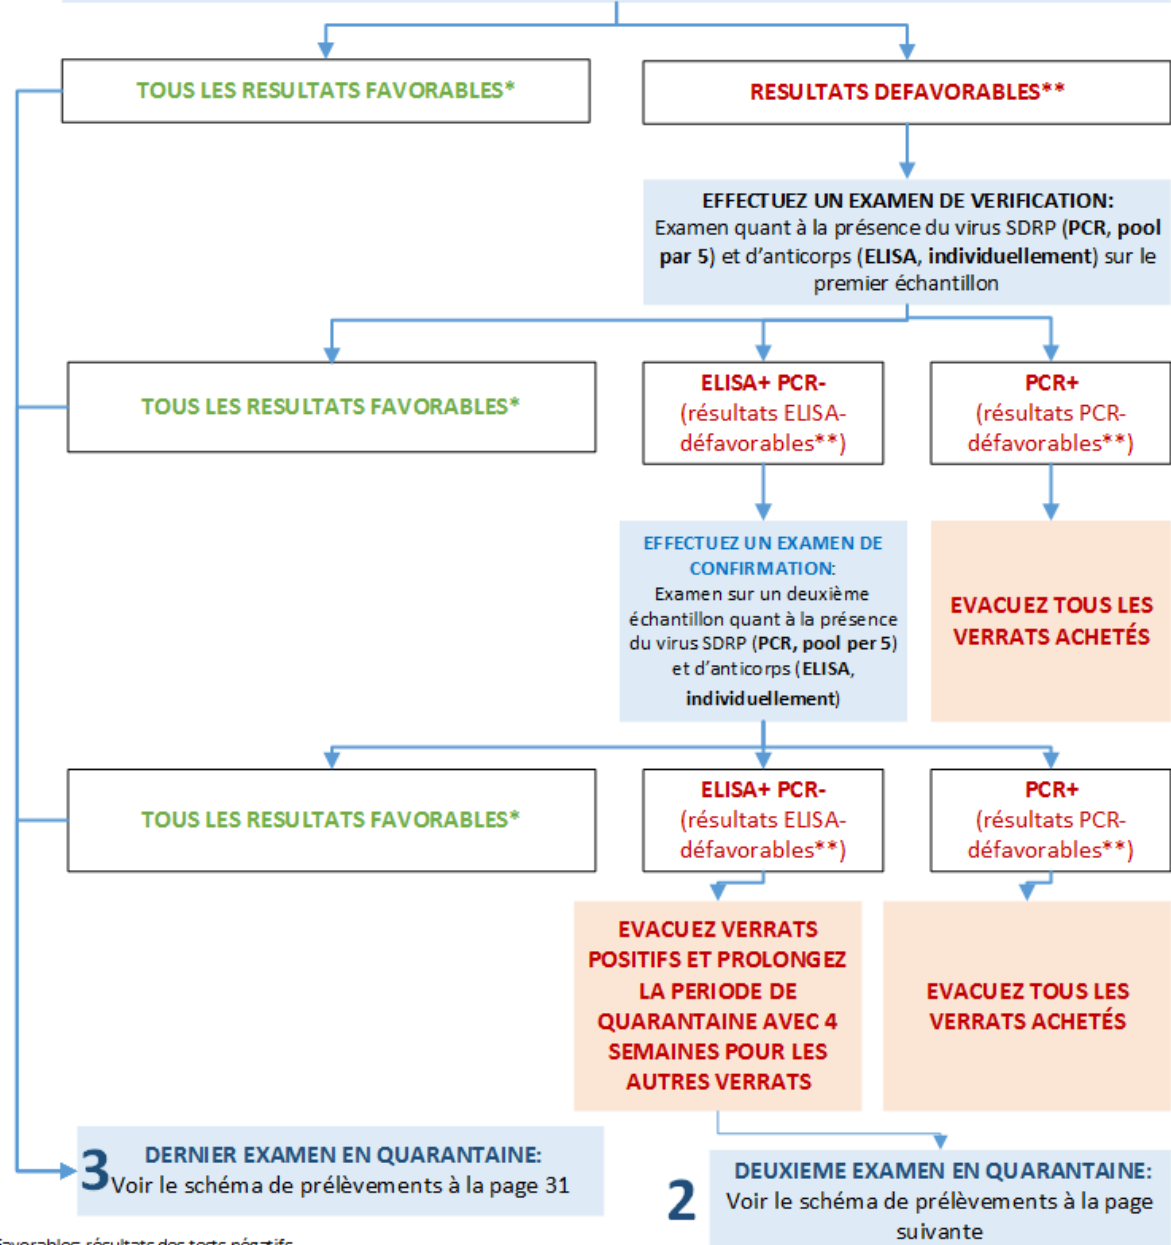 TOUS LES RESULTATS FAVORABLES*
RESULTATS DEFAVORABLES**
EFFECTUEZ UN EXAMEN DE VERIFICATION:
Examen quant à la présence du virus SDRP (PCR, pool
par 5) et d'anticorps (ELISA, individuellement) sur le
premier échantillon
TOUS LES RESULTATS FAVORABLES*
ELISA+ PCR-
(résultats ELISA-
défavorables**)
PCR+
(résultats PCR-
défavorables**)
EFFECTUEZ UN EXAMEN DE
CONFIRMATION:
Examen sur un deuxième
échantillon quant à la présence
du virus SDRP (PCR, pool per 5)
et d'anticorps (ELISA,
individuellement)
EVACUEZ TOUS LES
VERRATS ACHETÉS
TOUS LES RESULTATS FAVORABLES*
ELISA+ PCR-
(résultats ELISA-
défavorables**)
PCR+
(résultats PCR-
défavorables**)
EVACUEZ VERRATS
POSITIFS ET PROLONGEZ
LA PERIODE DE
QUARANTAINE AVEC 4
SEMAINES POUR LES
AUTRES VERRATS
EVACUEZ TOUS LES
VERRATS ACHETÉS
3 DERNIER EXAMEN EN QUARANTAINE:
Voir le schéma de prélèvements à la page 31
2 DEUXIEME EXAMEN EN QUARANTAINE:
Voir le schéma de prélèvements à la page
suivante
Favorables: résultats des tests négatifs